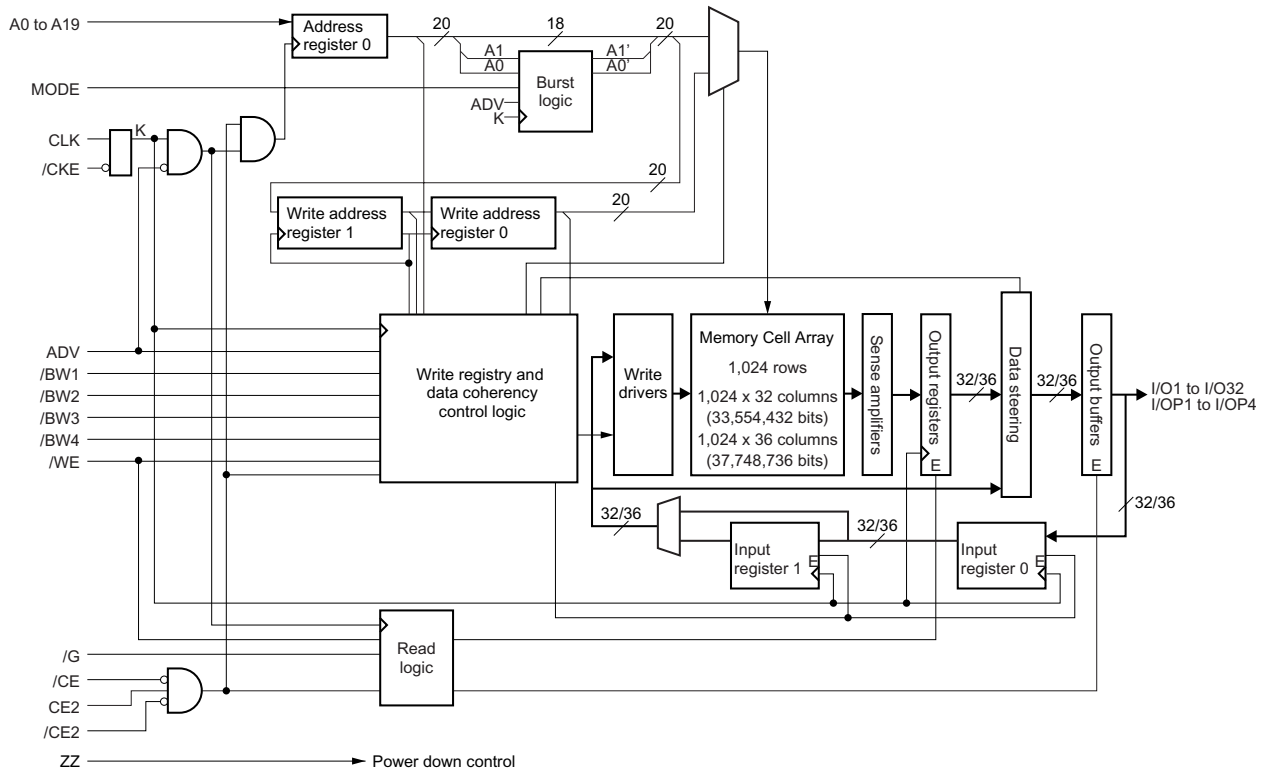 A0 to A19
Address
register 0
20
18
20
A1
A0
A1'
A0'
Burst
logic
MODE
ADV
K
CLK
K
/CKE
20
20
Write address
register 1
Write address
register 0
ADV
/BW1
/BW2
/BW3
/BW4
/WE
Write registry and
data coherency
control logic
Write
drivers
Memory Cell Array
1,024 rows
1,024 x 32 columns
(33,554,432 bits)
1,024 x 36 columns
(37,748,736 bits)
Sense amplifiers
Output registers
E
32/36
Data steering
32/36
Output buffers
E
I/O1 to I/O32
I/OP1 to I/OP4
32/36
32/36
32/36
Input
register 1
E
Input
register 0
E
Read
logic
/G
/CE
CE2
/CE2
ZZ
Power down control